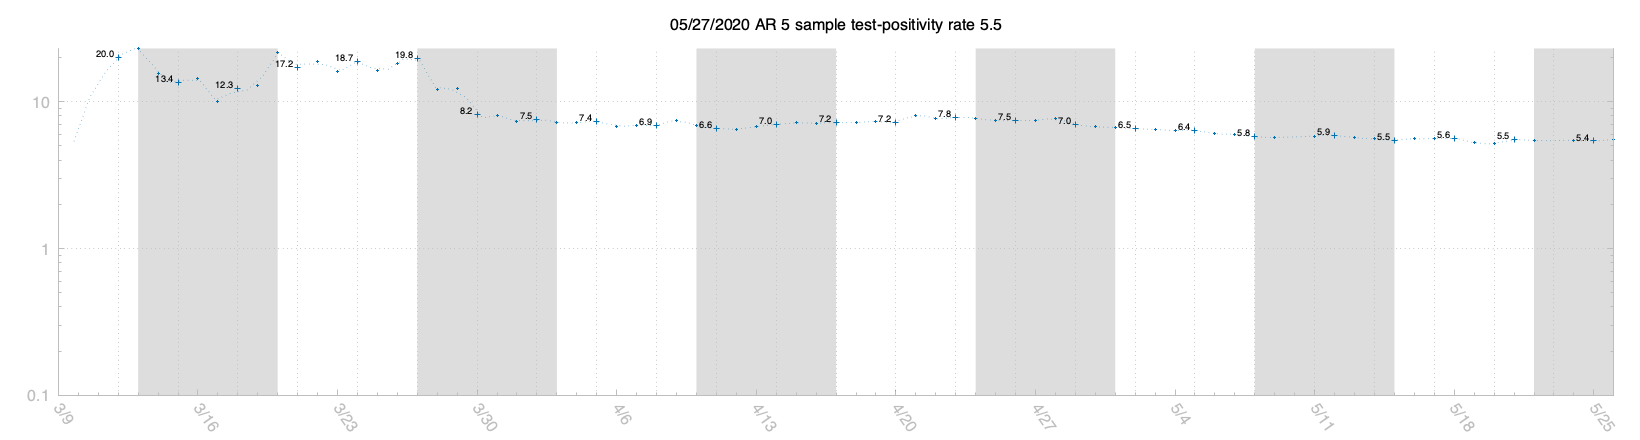 05/27/2020 AR 5 sample test-positivity rate 5.5
20.0 13.4 12.3 17.2 18.7 19.8 8.2 7.5 7.4 6.9 6.6 7.0 7.2 7.2 7.8 7.5 7.0 6.5 6.4 5.8 5.9 5.5 5.6 5.5 5.4
10
1
0.1
3/9 3/16 3/23 3/30 4/6 4/13 4/20 4/27 5/4 5/11 5/18 5/25